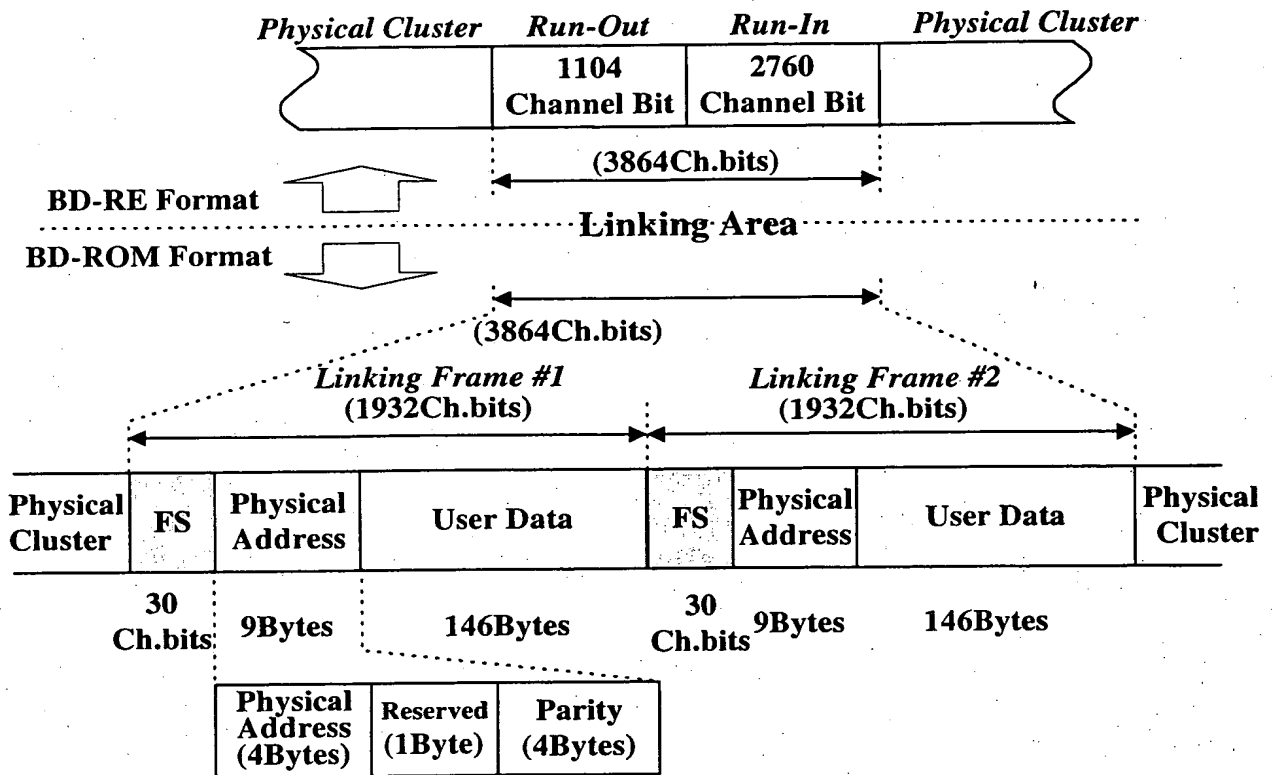 Physical Cluster Run-Out Run-In Physical Cluster
1104
Channel Bit
2760
Channel Bit
(3864Ch.bits)
BD-RE Format
Linking Area
BD-ROM Format
(3864Ch.bits)
Linking Frame #1
(1932Ch.bits)
Linking Frame #2
(1932Ch.bits)
Physical
Cluster
FS
Physical
Address
User Data
FS
Physical
Address
User Data
Physical
Cluster
30
Ch.bits
9Bytes
146Bytes
30
Ch.bits
9Bytes
146Bytes
Physical
Address
(4Bytes)
Reserved
(1Byte)
Parity
(4Bytes)